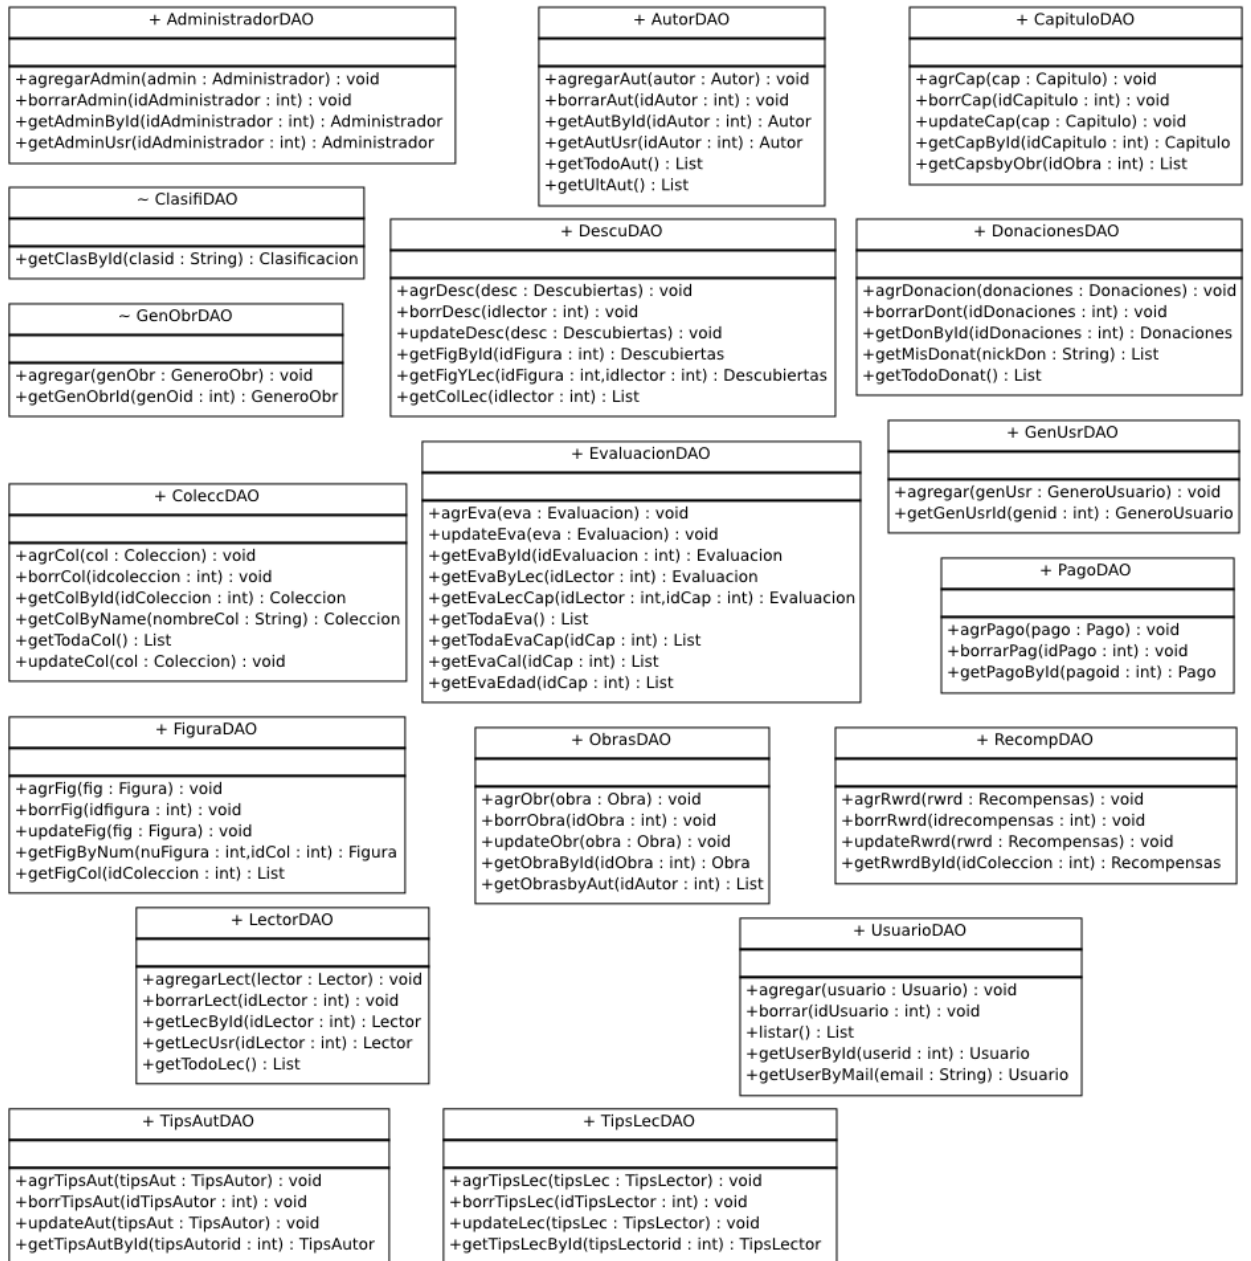 + AdministradorDAO
+agregarAdmin(admin : Administrador) : void
+borrarAdmin(idAdministrador : int) : void
+getAdminById(idAdministrador : int) : Administrador
+getAdminUsr(idAdministrador : int) : Administrador
+ AutorDAO
+agregarAut(autor : Autor) : void
+borrarAut(idAutor : int) : void
+getAutById(idAutor : int) : Autor
+getAutUsr(idAutor : int) : Autor
+getTodoAut() : List
+getUltAut() : List
+ CapituloDAO
+agrCap(cap : Capitulo) : void
+borrCap(idCapitulo : int) : void
+updateCap(cap : Capitulo) : void
+getCapById(idCapitulo : int) : Capitulo
+getCapsbyObr(idObra : int) : List
~ ClasifiDAO
+getClasById(clasid : String) : Clasificacion
+ DescuDAO
+agrDesc(desc : Descubiertas) : void
+borrDesc(idlector : int) : void
+updateDesc(desc : Descubiertas) : void
+getFigById(idFigura : int) : Descubiertas
+getFigYLec(idFigura : int,idlector : int) : Descubiertas
+getColLec(idlector : int) : List
+ DonacionesDAO
+agrDonacion(donaciones : Donaciones) : void
+borrarDont(idDonaciones : int) : void
+getDonById(idDonaciones : int) : Donaciones
+getMisDonat(nickDon : String) : List
+getTodoDonat() : List
~ GenObrDAO
+agregar(genObr : GeneroObr) : void
+getGenObrId(genOid : int) : GeneroObr
+ GenUsrDAO
+agregar(genUsr : GeneroUsuario) : void
+getGenUsrId(genid : int) : GeneroUsuario
+ EvaluacionDAO
+agrEva(eva : Evaluacion) : void
+updateEva(eva : Evaluacion) : void
+getEvaById(idEvaluacion : int) : Evaluacion
+getEvaByLec(idLector : int) : Evaluacion
+getEvaLecCap(idLector : int,idCap : int) : Evaluacion
+getTodaEva() : List
+getTodaEvaCap(idCap : int) : List
+getEvaCal(idCap : int) : List
+getEvaEdad(idCap : int) : List
+ ColeccDAO
+agrCol(col : Coleccion) : void
+borrCol(idcoleccion : int) : void
+getColById(idColeccion : int) : Coleccion
+getColByName(nombreCol : String) : Coleccion
+getTodaCol() : List
+updateCol(col : Coleccion) : void
+ PagoDAO
+agrPago(pago : Pago) : void
+borrarPag(idPago : int) : void
+getPagoById(pagoid : int) : Pago
+ FiguraDAO
+agrFig(fig : Figura) : void
+borrFig(idfigura : int) : void
+updateFig(fig : Figura) : void
+getFigByNum(nuFigura : int,idCol : int) : Figura
+getFigCol(idColeccion : int) : List
+ ObrasDAO
+agrObr(obra : Obra) : void
+borrObra(idObra : int) : void
+updateObr(obra : Obra) : void
+getObraById(idObra : int) : Obra
+getObrasbyAut(idAutor : int) : List
+ RecompDAO
+agrRwrd(rwrd : Recompensas) : void
+borrRwrd(idrecompensas : int) : void
+updateRwrd(rwrd : Recompensas) : void
+getRwrdById(idColeccion : int) : Recompensas
+ LectorDAO
+agregarLect(lector : Lector) : void
+borrarLect(idLector : int) : void
+getLecById(idLector : int) : Lector
+getLecUsr(idLector : int) : Lector
+getTodoLec() : List
+ UsuarioDAO
+agregar(usuario : Usuario) : void
+borrar(idUsuario : int) : void
+listar() : List
+getUserById(userid : int) : Usuario
+getUserByMail(email : String) : Usuario
+ TipsAutDAO
+agrTipsAut(tipsAut : TipsAutor) : void
+borrTipsAut(idTipsAutor : int) : void
+updateAut(tipsAut : TipsAutor) : void
+getTipsAutById(tipsAutorid : int) : TipsAutor
+ TipsLecDAO
+agrTipsLec(tipsLec : TipsLector) : void
+borrTipsLec(idTipsLector : int) : void
+updateLec(tipsLec : TipsLector) : void
+getTipsLecById(tipsLectorid : int) : TipsLector